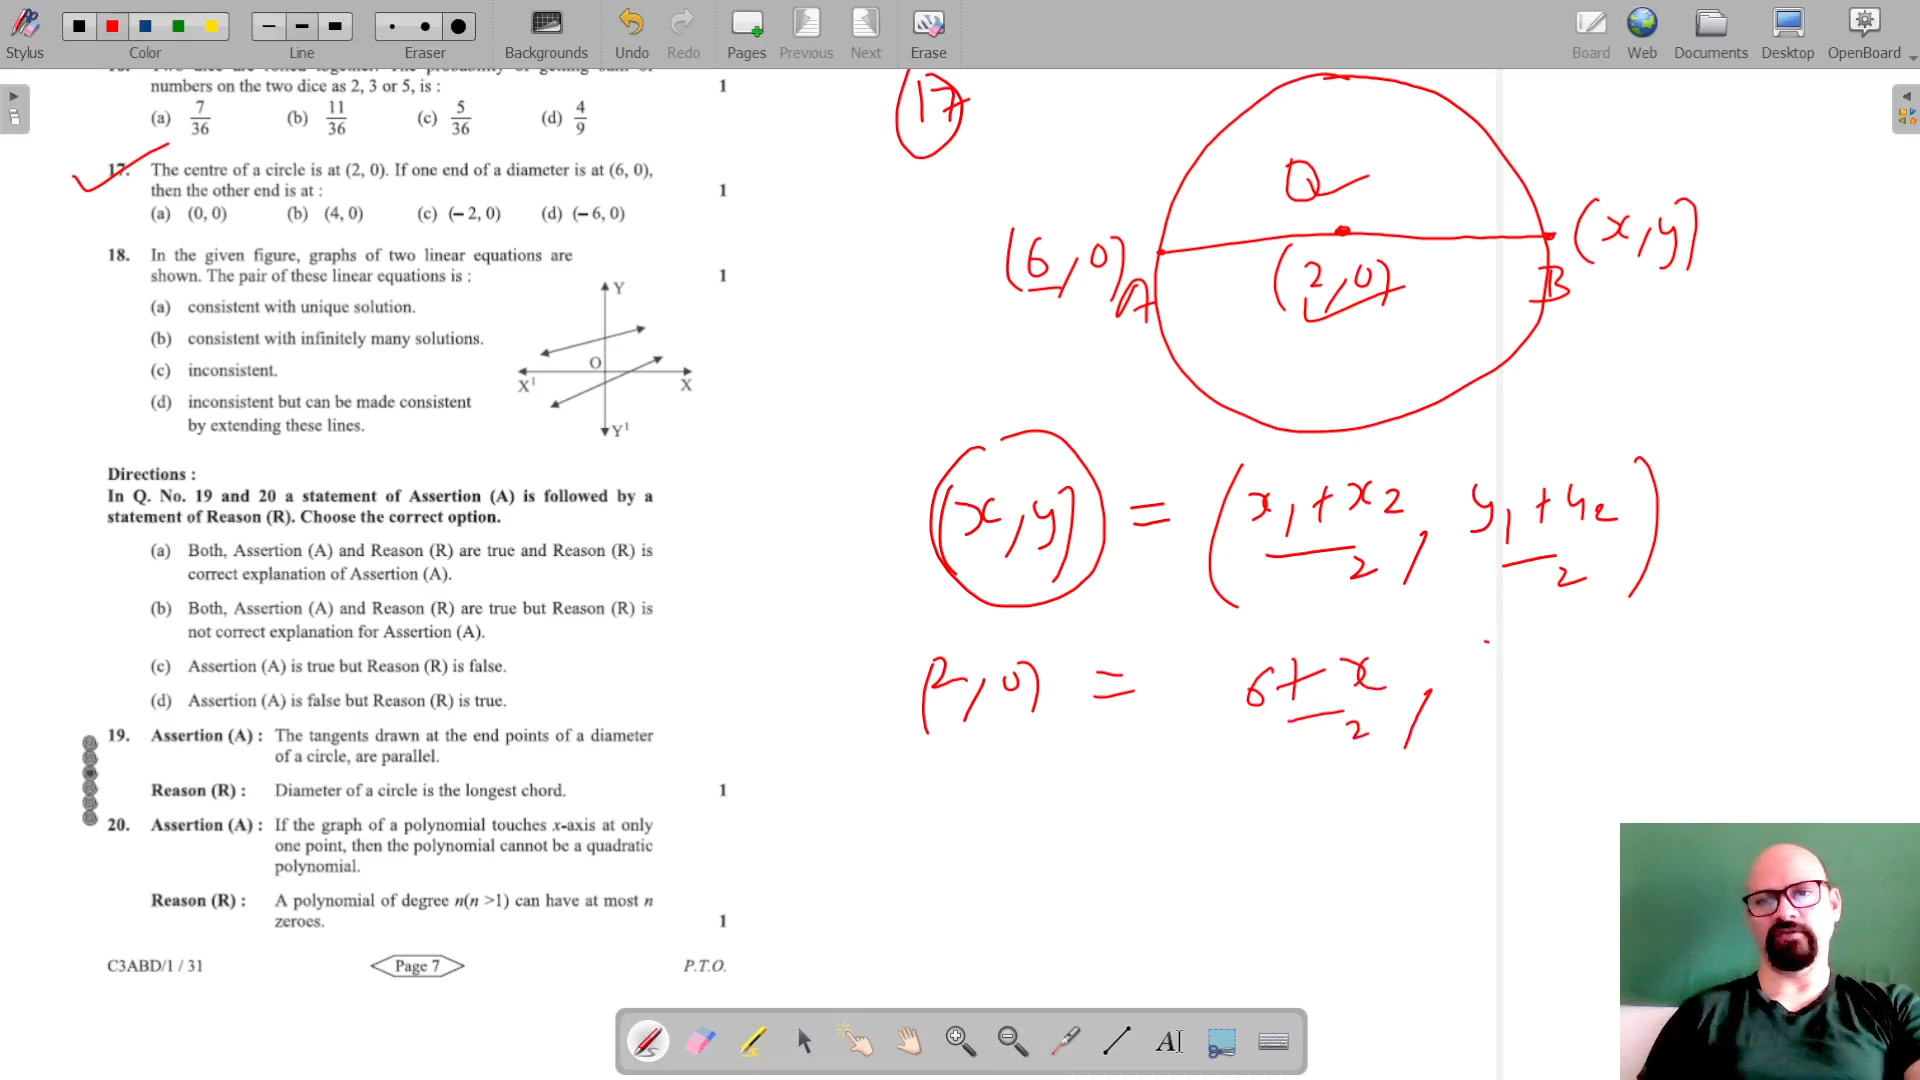 Stylus Color Line Eraser Backgrounds Undo Redo Pages Previous Next Erase Board Web Documents Desktop OpenBoard
numbers on the two dice as 2, 3 or 5, is : 1
(a) 7/36 (b) 11/36 (c) 5/36 (d) 4/9
17. The centre of a circle is at (2, 0). If one end of a diameter is at (6, 0),
then the other end is at : 1
(a) (0, 0) (b) (4, 0) (c) (– 2, 0) (d) (– 6, 0)
18. In the given figure, graphs of two linear equations are
shown. The pair of these linear equations is : 1
(a) consistent with unique solution.
(b) consistent with infinitely many solutions.
(c) inconsistent.
(d) inconsistent but can be made consistent
by extending these lines.
Y
O
X¹ X
Y¹
Directions :
In Q. No. 19 and 20 a statement of Assertion (A) is followed by a
statement of Reason (R). Choose the correct option.
(a) Both, Assertion (A) and Reason (R) are true and Reason (R) is
correct explanation of Assertion (A).
(b) Both, Assertion (A) and Reason (R) are true but Reason (R) is
not correct explanation for Assertion (A).
(c) Assertion (A) is true but Reason (R) is false.
(d) Assertion (A) is false but Reason (R) is true.
19. Assertion (A) : The tangents drawn at the end points of a diameter
of a circle, are parallel.
Reason (R) : Diameter of a circle is the longest chord. 1
20. Assertion (A) : If the graph of a polynomial touches x-axis at only
one point, then the polynomial cannot be a quadratic
polynomial.
Reason (R) : A polynomial of degree n(n >1) can have at most n
zeroes. 1
C3ABD/1 / 31 Page 7 P.T.O.
17
(6, 0) A (2, 0) B (x, y)
(x, y) = (x₁ + x₂/2, y₁ + y₂/2)
(2, 0) = 6 + x/2,